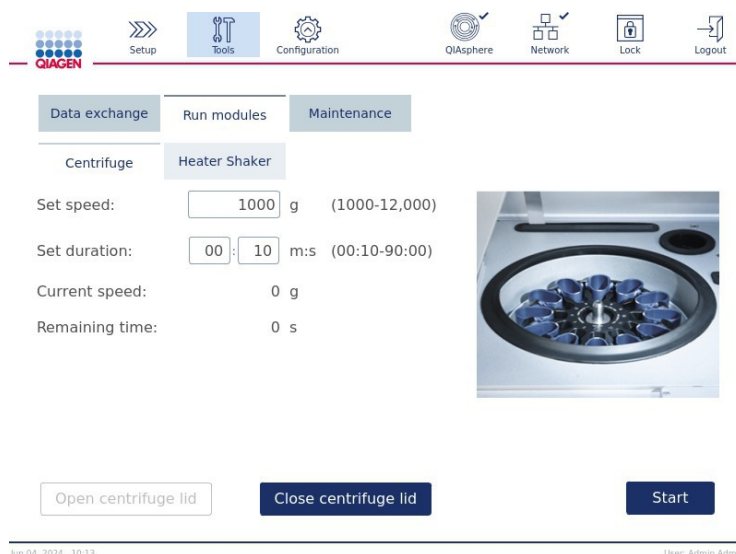 QIAGEN
Setup
Tools
Configuration
QIAsphere
Network
Lock
Logout
Data exchange
Run modules
Maintenance
Centrifuge
Heater Shaker
Set speed: 1000 g (1000-12,000)
Set duration: 00 : 10 m:s (00:10-90:00)
Current speed: 0 g
Remaining time: 0 s
Open centrifuge lid
Close centrifuge lid
Start